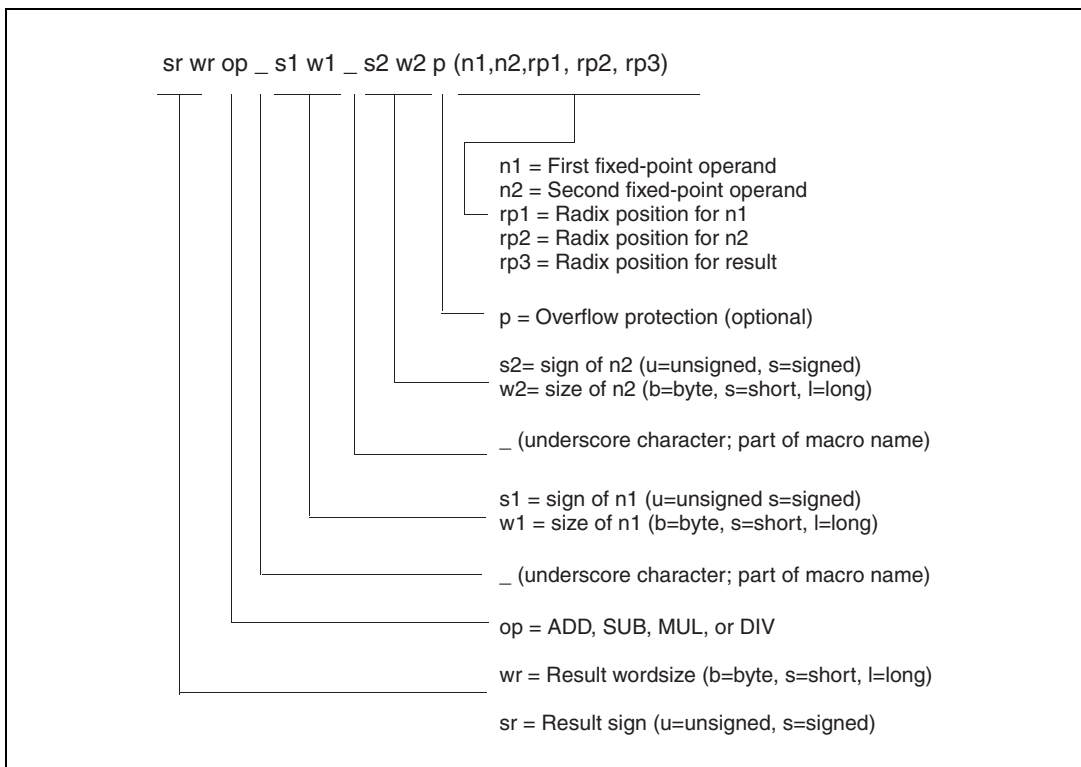 sr wr op _ s1 w1 _ s2 w2 p (n1,n2,rp1, rp2, rp3)
n1 = First fixed-point operand
n2 = Second fixed-point operand
rp1 = Radix position for n1
rp2 = Radix position for n2
rp3 = Radix position for result
p = Overflow protection (optional)
s2= sign of n2 (u=unsigned, s=signed)
w2= size of n2 (b=byte, s=short, l=long)
_ (underscore character; part of macro name)
s1 = sign of n1 (u=unsigned s=signed)
w1 = size of n1 (b=byte, s=short, l=long)
_ (underscore character; part of macro name)
op = ADD, SUB, MUL, or DIV
wr = Result wordsize (b=byte, s=short, l=long)
sr = Result sign (u=unsigned, s=signed)